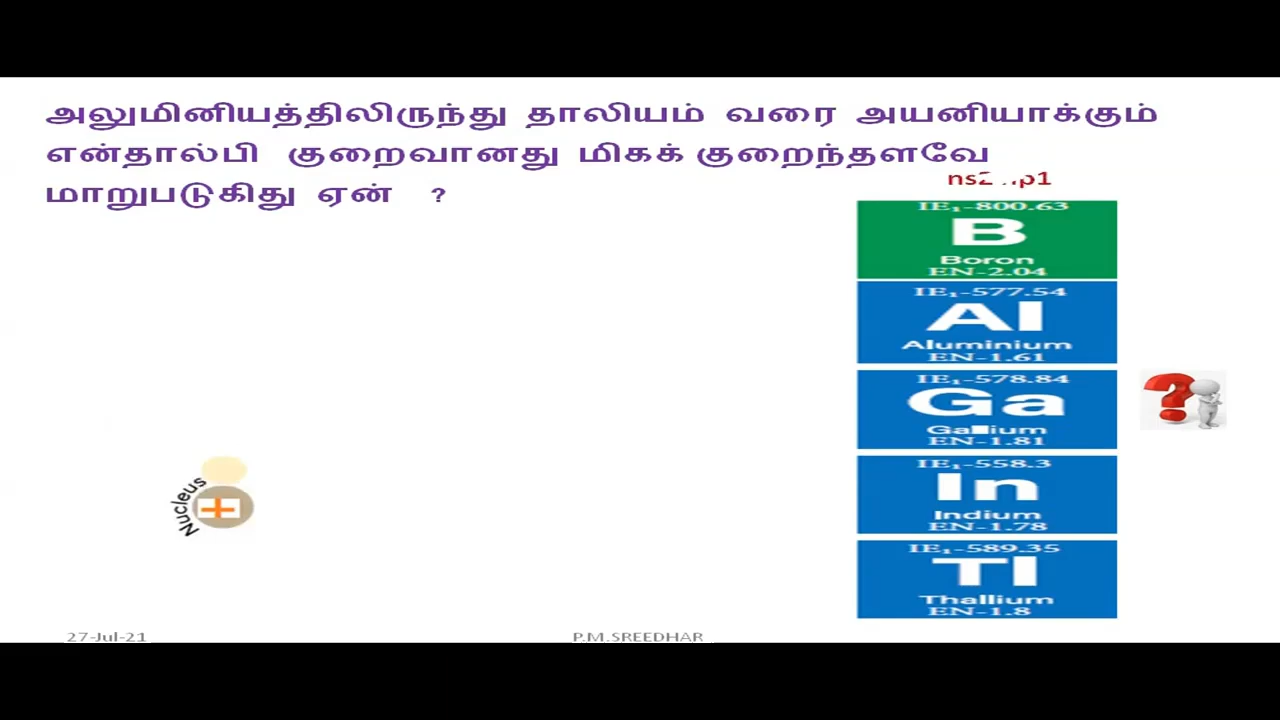 அலுமினியத்திலிருந்து தாலியம் வரை அயனியாக்கும்
என்தால்பி குறைவானது மிகக் குறைந்தளவே
மாறுபடுகிது ஏன் ?
IE₁-800.63
B
Boron
EN-2.04
IE₁-577.54
Al
Aluminium
EN-1.61
IE₁-578.84
Ga
Gallium
EN-1.81
IE₁-558.3
In
Indium
EN-1.78
IE₁-589.35
Tl
Thallium
EN-1.8
Nucleus
+
27-Jul-21
P.M.SREEDHAR